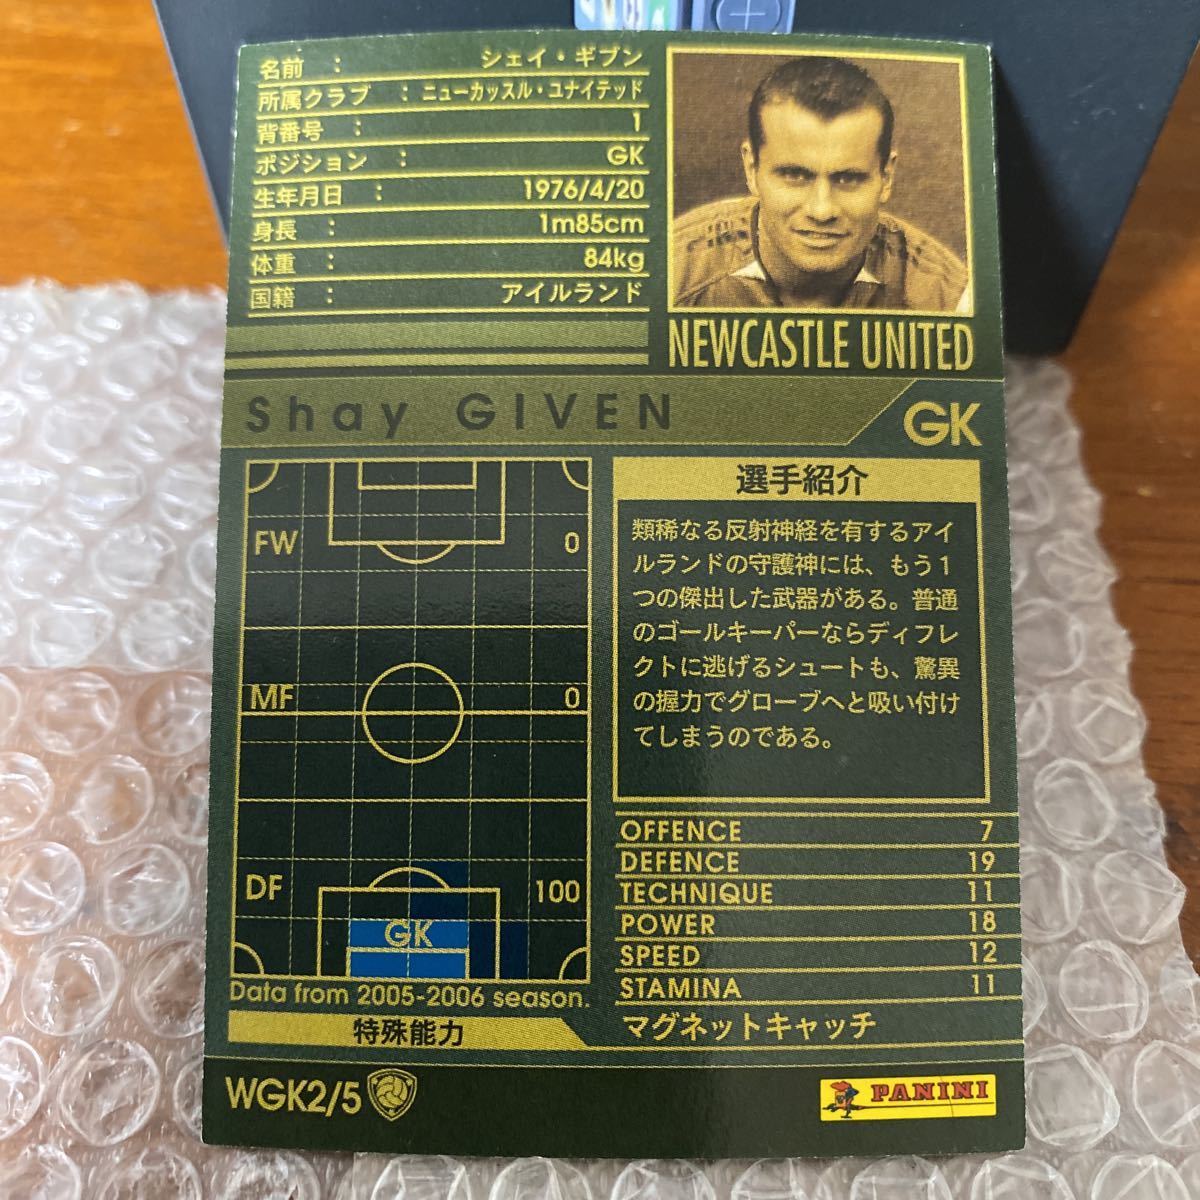 名前 : シェイ・ギブン
所属クラブ : ニューカッスル・ユナイテッド
背番号 : 1
ポジション : GK
生年月日 : 1976/4/20
身長 : 1m85cm
体重 : 84kg
国籍 : アイルランド
NEWCASTLE UNITED
Shay GIVEN GK
FW 0
MF 0
DF 100
GK
Data from 2005-2006 season.
選手紹介
類稀なる反射神経を有するアイ
ルランドの守護神には、もう1
つの傑出した武器がある。普通
のゴールキーパーならディフレ
クトに逃げるシュートも、驚異
の握力でグローブへと吸い付け
てしまうのである。
OFFENCE 7
DEFENCE 19
TECHNIQUE 11
POWER 18
SPEED 12
STAMINA 11
特殊能力 マグネットキャッチ
WGK2/5
PANINI